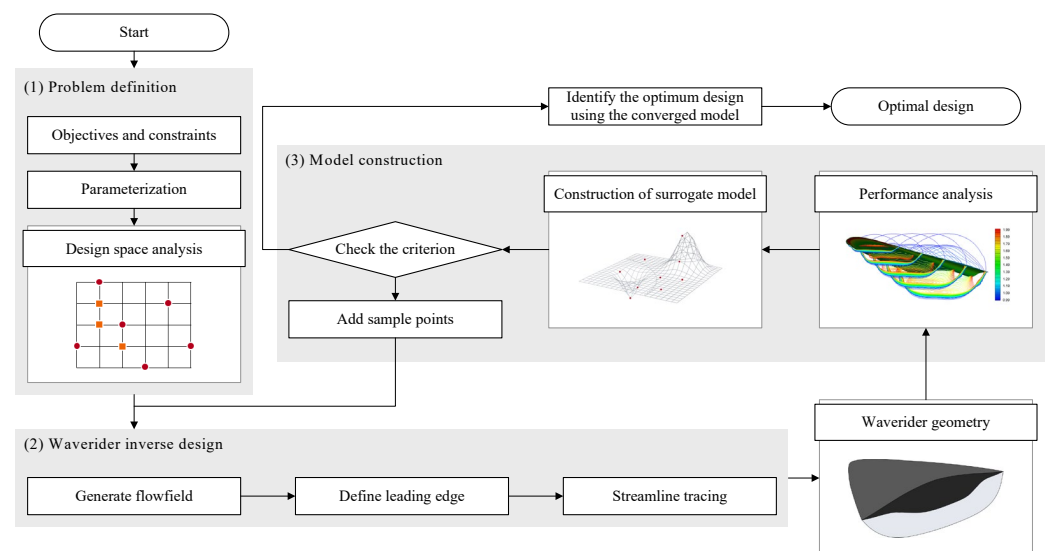 Start
(1) Problem definition
Objectives and constraints
Parameterization
Design space analysis
Identify the optimum design
using the converged model
Optimal design
(3) Model construction
Construction of surrogate model
Performance analysis
Check the criterion
Add sample points
(2) Waverider inverse design
Generate flowfield
Define leading edge
Streamline tracing
Waverider geometry